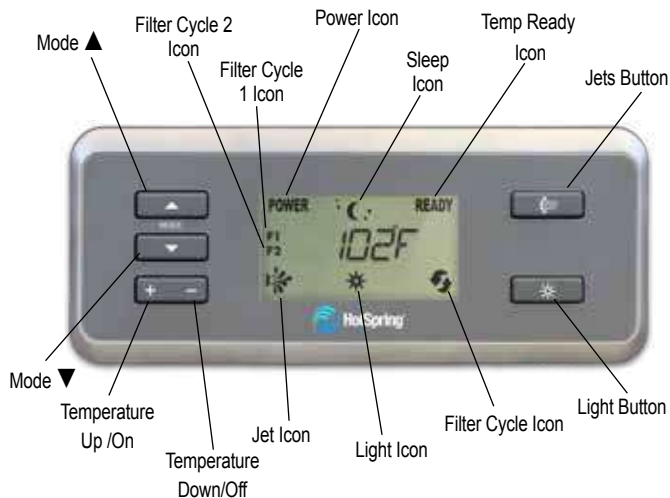 Mode ▲
Filter Cycle 2
Icon
Filter Cycle
1 Icon
Power Icon
Sleep
Icon
Temp Ready
Icon
Jets Button
POWER
READY
MODE
F1
F2
102F
+ −
HotSpring
Mode ▼
Temperature
Up /On
Temperature
Down/Off
Jet Icon
Light Icon
Filter Cycle Icon
Light Button